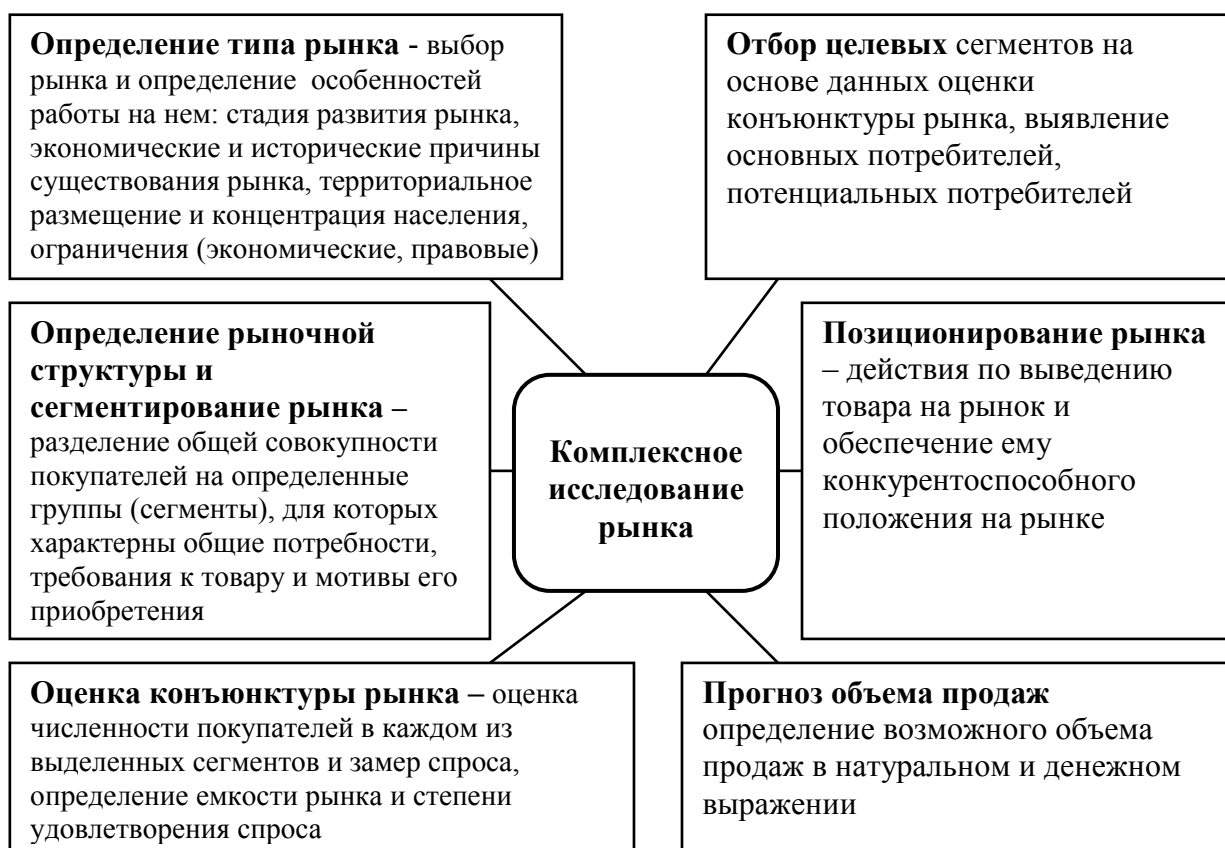 Определение типа рынка - выбор
рынка и определение особенностей
работы на нем: стадия развития рынка,
экономические и исторические причины
существования рынка, территориальное
размещение и концентрация населения,
ограничения (экономические, правовые)
Отбор целевых сегментов на
основе данных оценки
конъюнктуры рынка, выявление
основных потребителей,
потенциальных потребителей
Определение рыночной
структуры и
сегментирование рынка –
разделение общей совокупности
покупателей на определенные
группы (сегменты), для которых
характерны общие потребности,
требования к товару и мотивы его
приобретения
Комплексное
исследование
рынка
Позиционирование рынка
– действия по выведению
товара на рынок и
обеспечение ему
конкурентоспособного
положения на рынке
Оценка конъюнктуры рынка – оценка
численности покупателей в каждом из
выделенных сегментов и замер спроса,
определение емкости рынка и степени
удовлетворения спроса
Прогноз объема продаж
определение возможного объема
продаж в натуральном и денежном
выражении